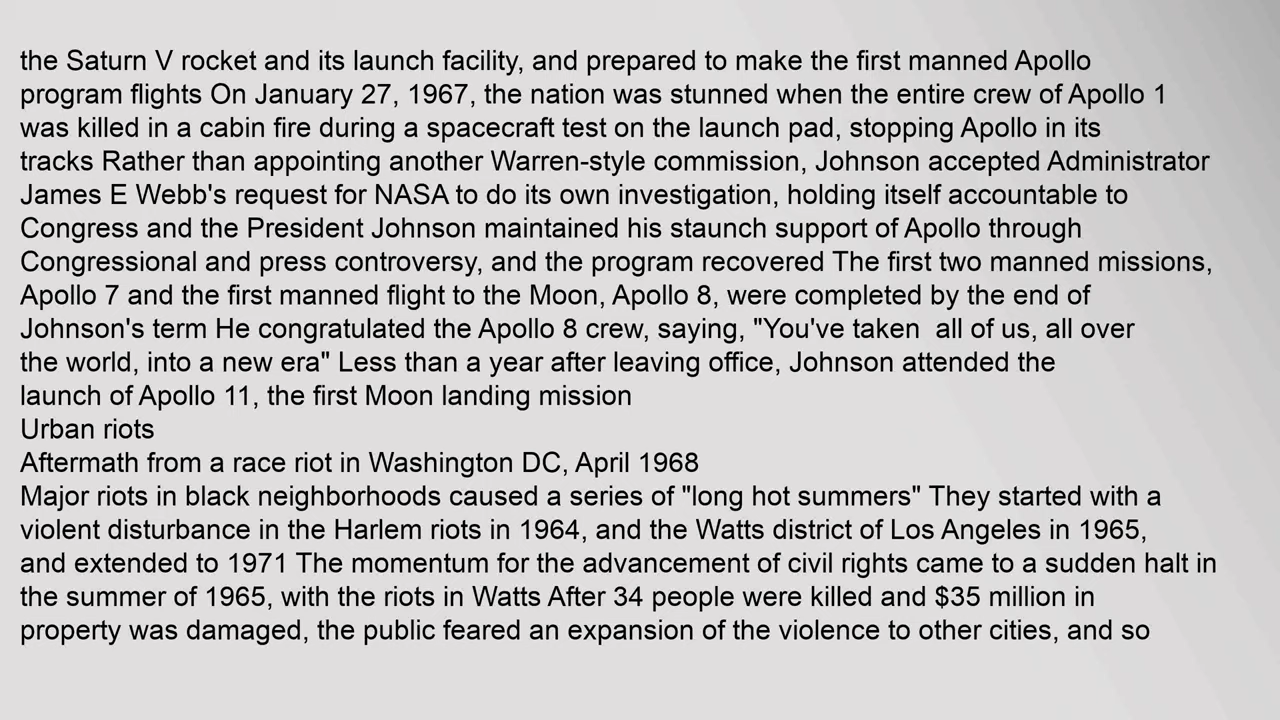 the Saturn V rocket and its launch facility, and prepared to make the first manned Apollo
program flights On January 27, 1967, the nation was stunned when the entire crew of Apollo 1
was killed in a cabin fire during a spacecraft test on the launch pad, stopping Apollo in its
tracks Rather than appointing another Warren-style commission, Johnson accepted Administrator
James E Webb's request for NASA to do its own investigation, holding itself accountable to
Congress and the President Johnson maintained his staunch support of Apollo through
Congressional and press controversy, and the program recovered The first two manned missions,
Apollo 7 and the first manned flight to the Moon, Apollo 8, were completed by the end of
Johnson's term He congratulated the Apollo 8 crew, saying, "You've taken  all of us, all over
the world, into a new era" Less than a year after leaving office, Johnson attended the
launch of Apollo 11, the first Moon landing mission
Urban riots
Aftermath from a race riot in Washington DC, April 1968
Major riots in black neighborhoods caused a series of "long hot summers" They started with a
violent disturbance in the Harlem riots in 1964, and the Watts district of Los Angeles in 1965,
and extended to 1971 The momentum for the advancement of civil rights came to a sudden halt in
the summer of 1965, with the riots in Watts After 34 people were killed and $35 million in
property was damaged, the public feared an expansion of the violence to other cities, and so